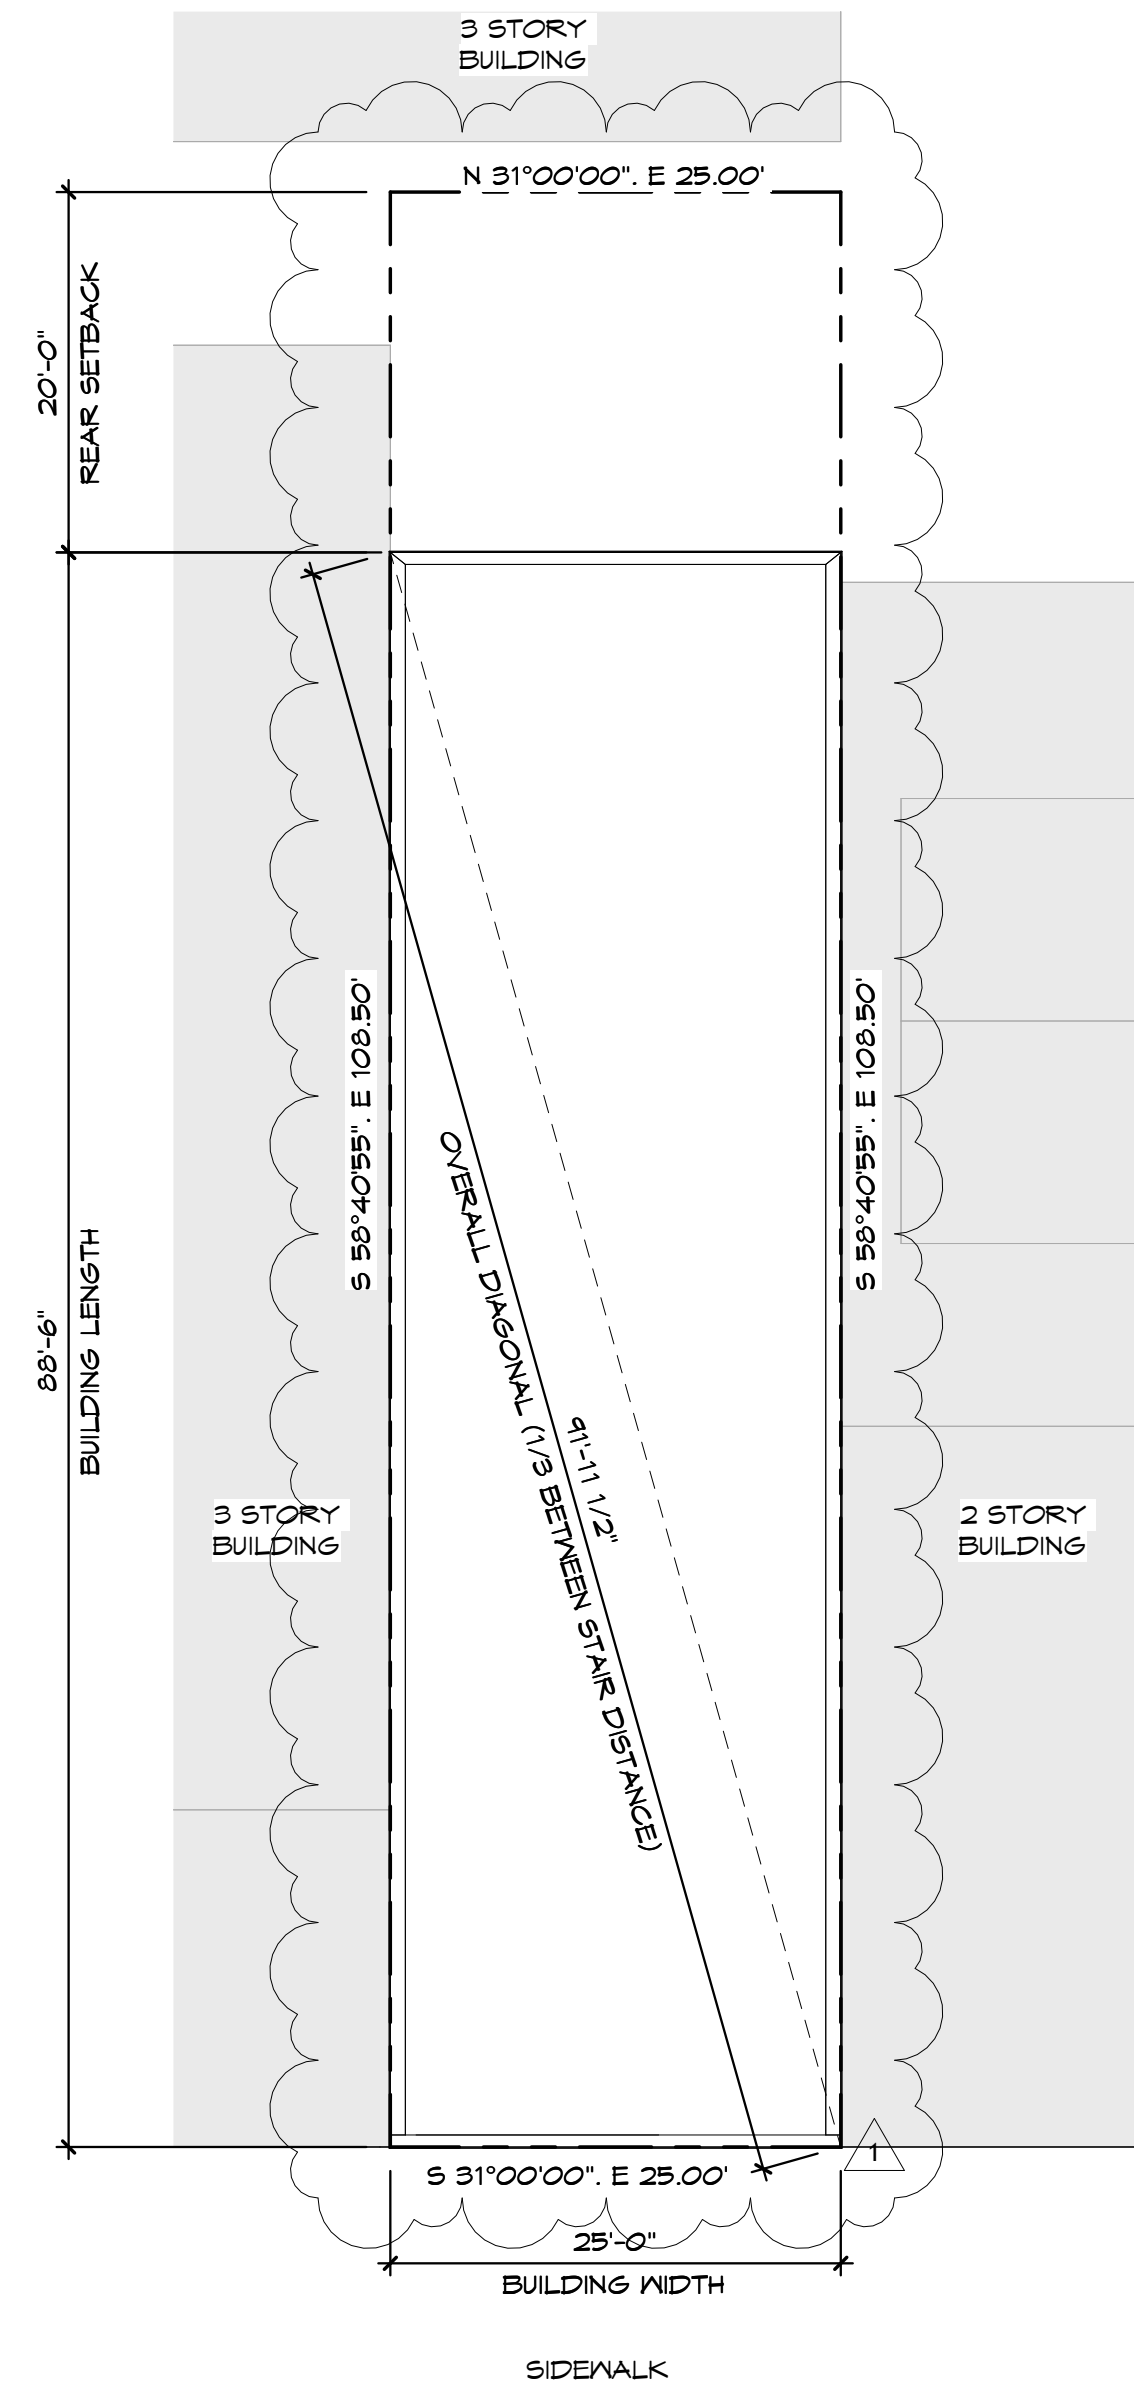 3 STORY
BUILDING
N 31°00'00". E 25.00'
20'-0"
REAR SETBACK
S 58°40'55". E 108.50'
S 58°40'55". E 108.50'
OVERALL DIAGONAL (1/3 BETWEEN STAIR DISTANCE)
91'-11 1/2"
88'-6"
BUILDING LENGTH
3 STORY
BUILDING
2 STORY
BUILDING
1
S 31°00'00". E 25.00'
25'-0"
BUILDING WIDTH
SIDEWALK